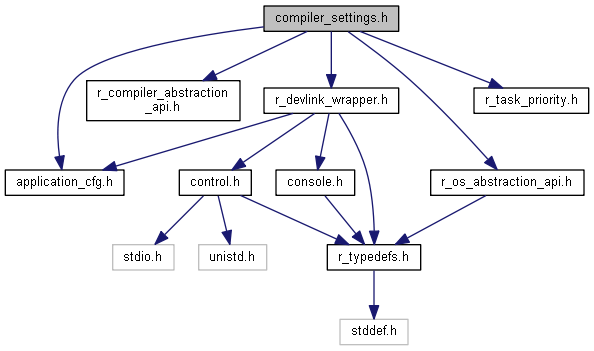 compiler_settings.h
r_compiler_abstraction
_api.h
r_devlink_wrapper.h
r_task_priority.h
application_cfg.h
control.h
console.h
r_os_abstraction_api.h
stdio.h
unistd.h
r_typedefs.h
stddef.h